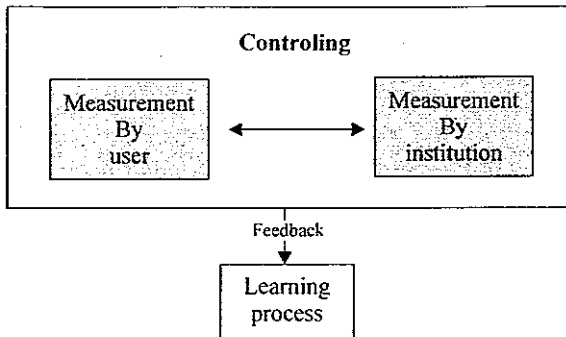 Controling
Measurement
By
user
Measurement
By
institution
Feedback
Learning
process